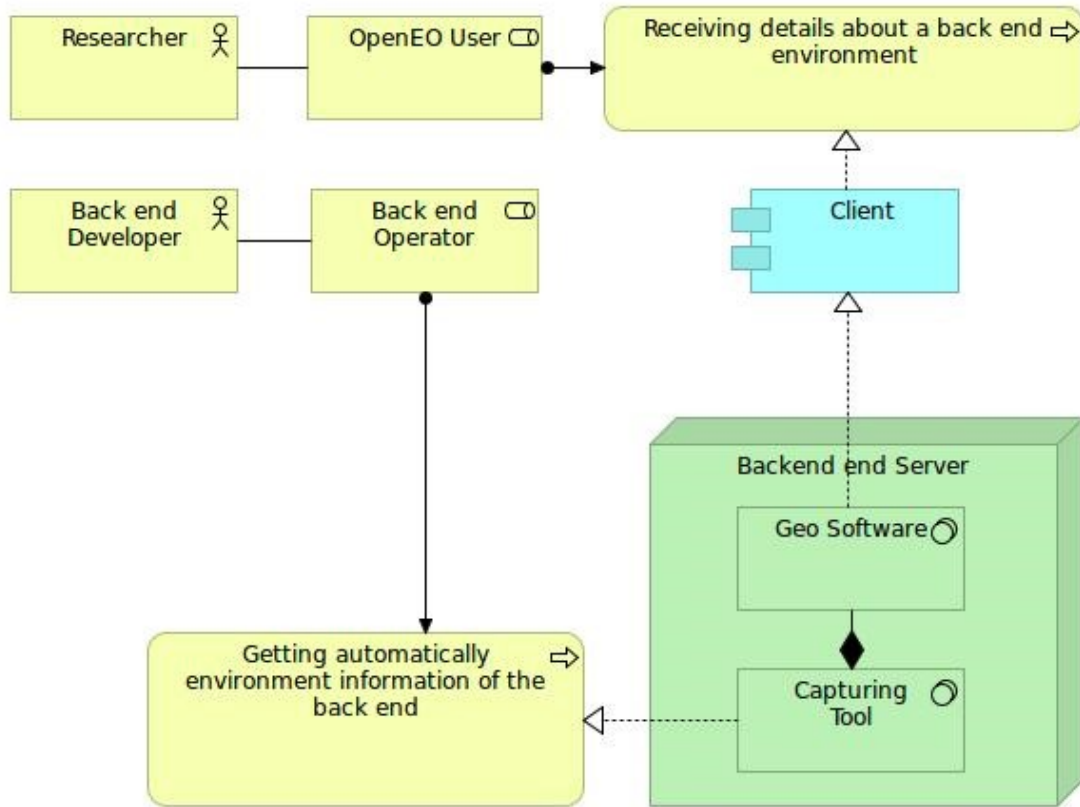 Researcher
OpenEO User
Receiving details about a back end
environment
Back end
Developer
Back end
Operator
Client
Backend end Server
Geo Software
Getting automatically
environment information of the
back end
Capturing
Tool